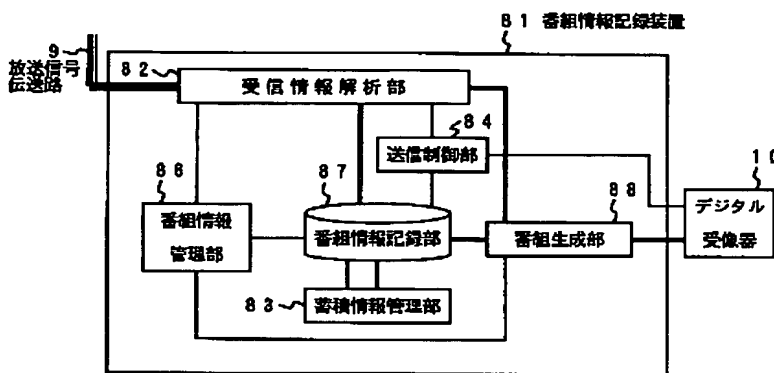 81 番組情報記録装置
9
放送信号
伝送路
82
受信情報解析部
84
送信制御部
86
番組情報
管理部
87
番組情報記録部
88
番組生成部
10
デジタル
受像器
83
蓄積情報管理部